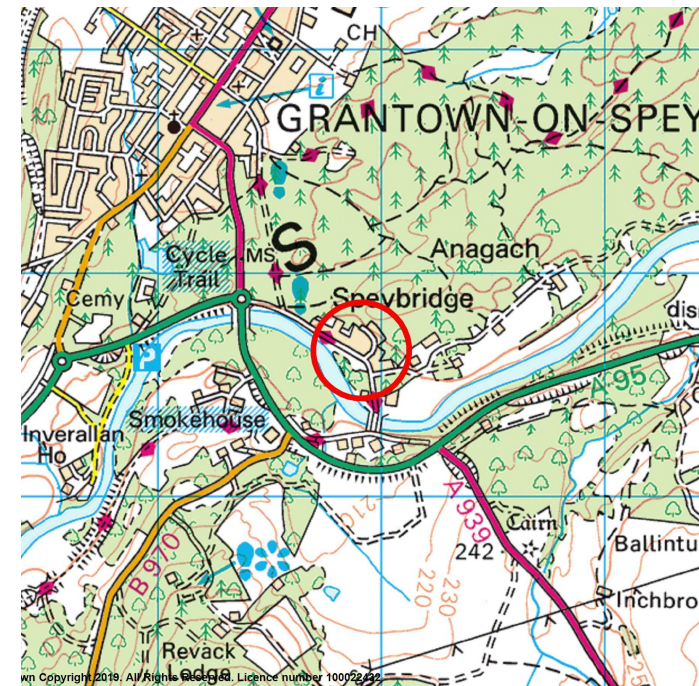 CH
i
GRANTOWN-ON-SPEY
S
Anagach
Cycle
Trail
MS
Cemy
Speybridge
dis
P
A 95
Smokehouse
Inverallan
Ho
A 939
Cairn
242
210
Ballintu
B 970
220
230
Inchbro
Revack
Lodge
wn Copyright 2019. All Rights Reserved. Licence number 100022432